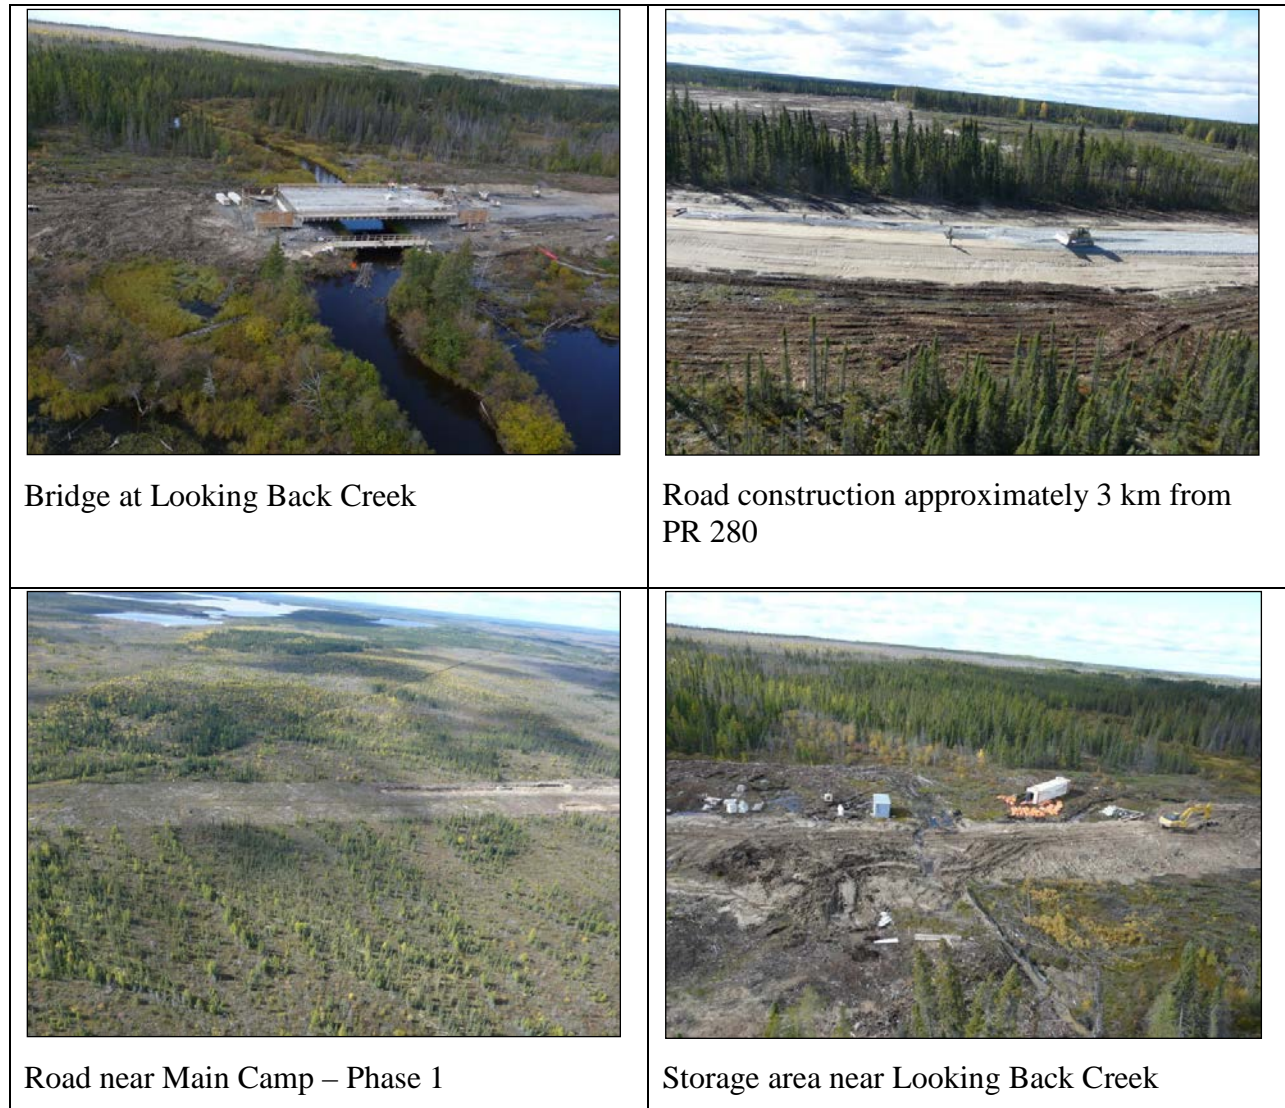 Bridge at Looking Back Creek
Road construction approximately 3 km from
PR 280
Road near Main Camp – Phase 1
Storage area near Looking Back Creek